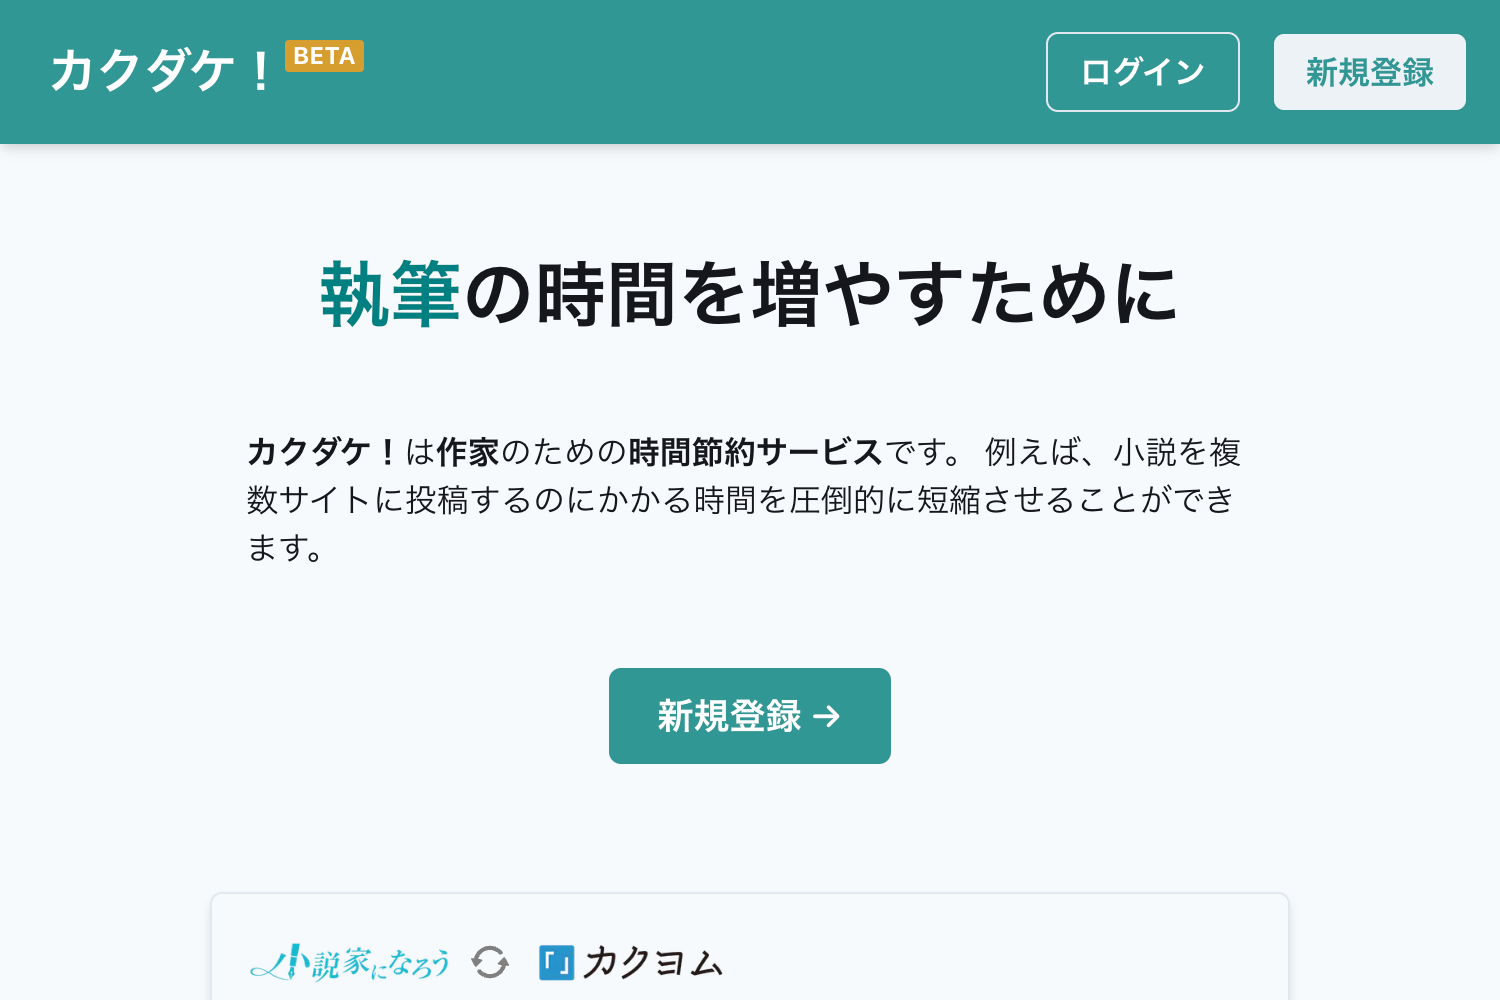 カクダケ！ BETA
ログイン
新規登録
執筆の時間を増やすために
カクダケ！は作家のための時間節約サービスです。 例えば、小説を複
数サイトに投稿するのにかかる時間を圧倒的に短縮させることができ
ます。
新規登録 →
小説家になろう
「」カクヨム